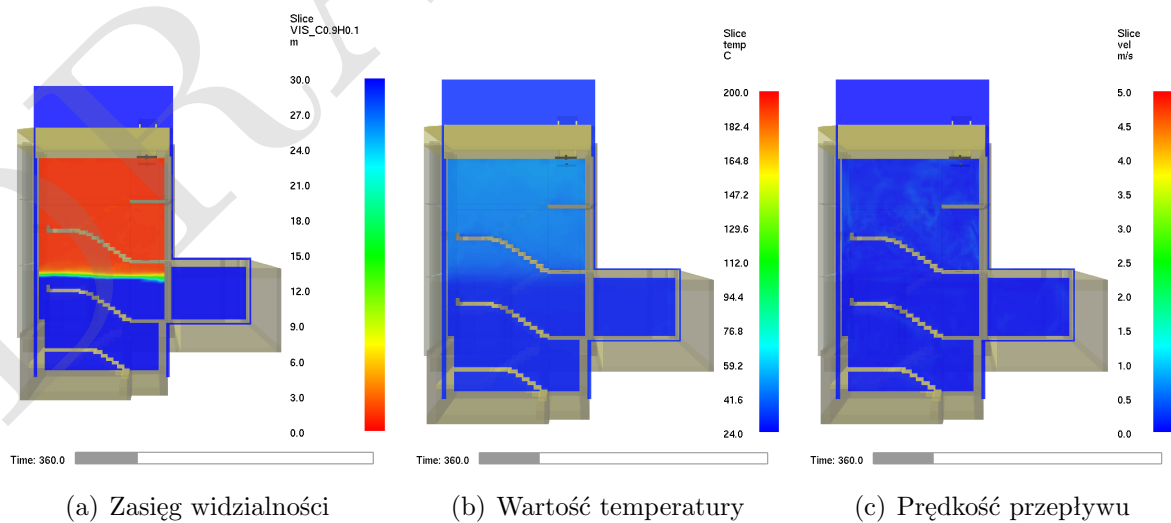 Slice
VIS_C0.9H0.1
m
30.0
27.0
24.0
21.0
18.0
15.0
12.0
9.0
6.0
3.0
0.0
Time: 360.0
(a) Zasięg widzialności
Slice
temp
C
200.0
182.4
164.8
147.2
129.6
112.0
94.4
76.8
59.2
41.6
24.0
Time: 360.0
(b) Wartość temperatury
Slice
vel
m/s
5.0
4.5
4.0
3.5
3.0
2.5
2.0
1.5
1.0
0.5
0.0
Time: 360.0
(c) Prędkość przepływu